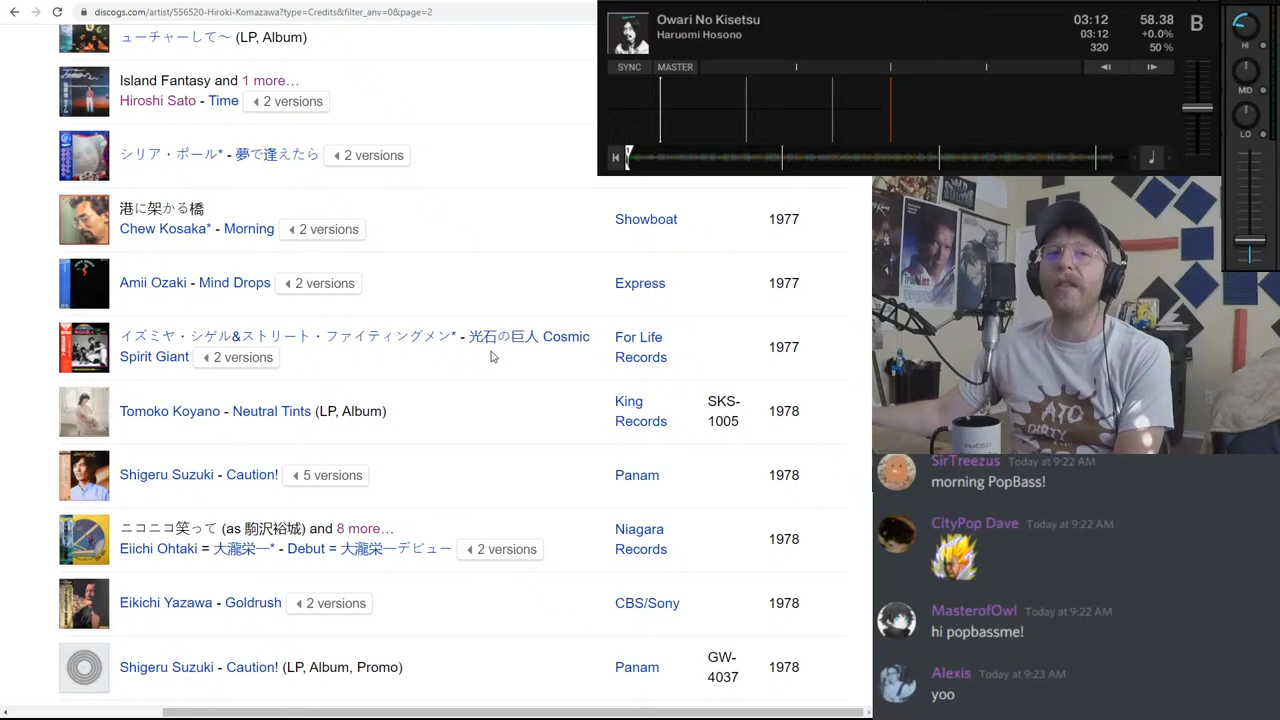 discogs.com/artist/556520-Hiroki-Komazawa?type=Credits&filter_anv=0&page=2
ューチャーして〜 (LP, Album)
Island Fantasy and 1 more…
Hiroshi Sato - Time 2 versions
シリア・ポール* - 夢で逢えたら 2 versions
港に架かる橋
Chew Kosaka* - Morning 2 versions
Showboat 1977
Amii Ozaki - Mind Drops 2 versions
Express 1977
イズミヤ・シゲル&ストリート・ファイティングメン* - 光石の巨人 Cosmic
Spirit Giant 2 versions
For Life
Records
1977
Tomoko Koyano - Neutral Tints (LP, Album)
King
Records
SKS-
1005
1978
Shigeru Suzuki - Caution! 5 versions
Panam 1978
ニコニコ笑って (as 駒沢裕城) and 8 more…
Eiichi Ohtaki = 大瀧栄一* - Debut = 大瀧栄一デビュー 2 versions
Niagara
Records
1978
Eikichi Yazawa - Goldrush 2 versions
CBS/Sony 1978
Shigeru Suzuki - Caution! (LP, Album, Promo)
Panam
GW-
4037
1978
Owari No Kisetsu
Haruomi Hosono
03:12 58.38
03:12 +0.0%
320 50 %
B
SYNC MASTER
HI
MID
LO
True Lies
ATO
DIRTY
SirTreezus Today at 9:22 AM
morning PopBass!
CityPop Dave Today at 9:22 AM
MasterofOwl Today at 9:22 AM
hi popbassme!
Alexis Today at 9:23 AM
yoo